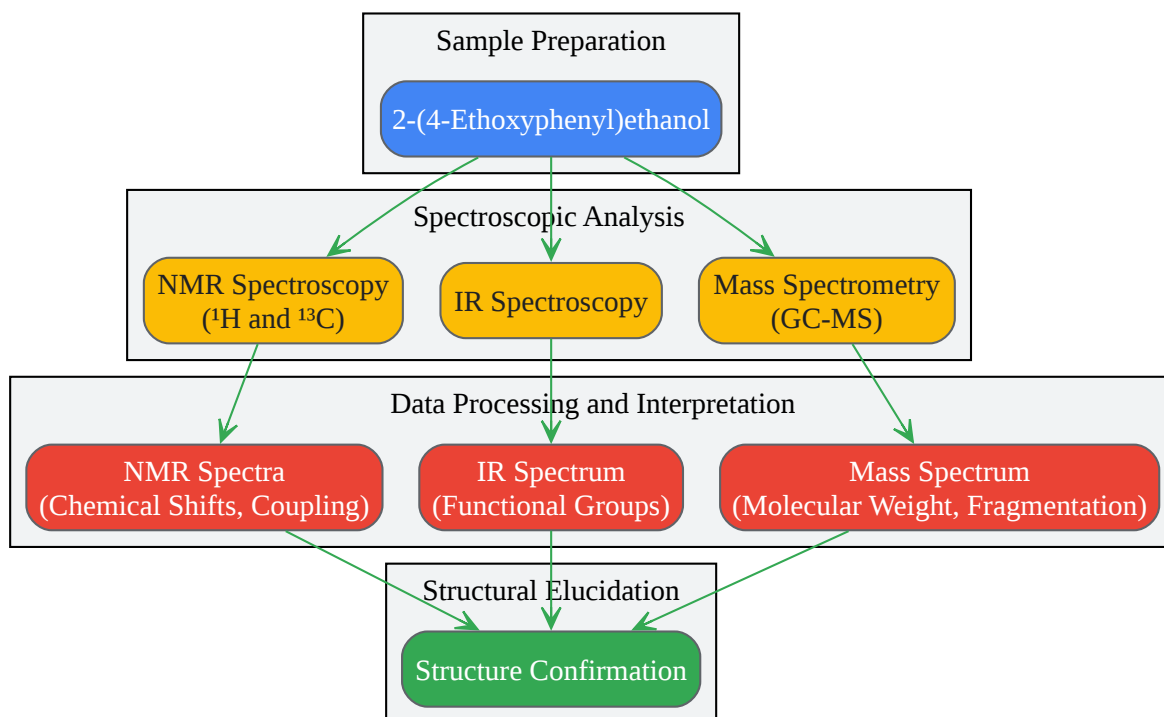 Sample Preparation
2-(4-Ethoxyphenyl)ethanol
Spectroscopic Analysis
NMR Spectroscopy
(¹H and ¹³C)
IR Spectroscopy
Mass Spectrometry
(GC-MS)
Data Processing and Interpretation
NMR Spectra
(Chemical Shifts, Coupling)
IR Spectrum
(Functional Groups)
Mass Spectrum
(Molecular Weight, Fragmentation)
Structural Elucidation
Structure Confirmation